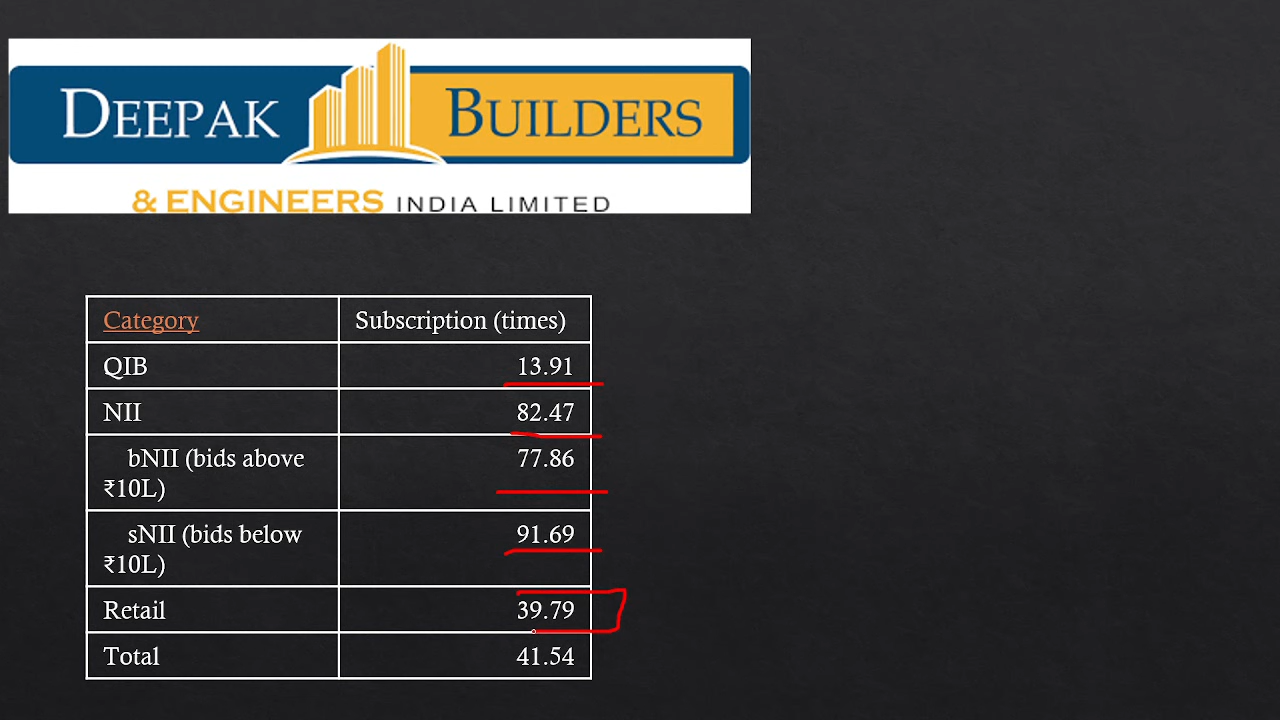 DEEPAK BUILDERS
& ENGINEERS INDIA LIMITED
Category Subscription (times)
QIB 13.91
NII 82.47
bNII (bids above
₹10L) 77.86
sNII (bids below
₹10L) 91.69
Retail 39.79
Total 41.54